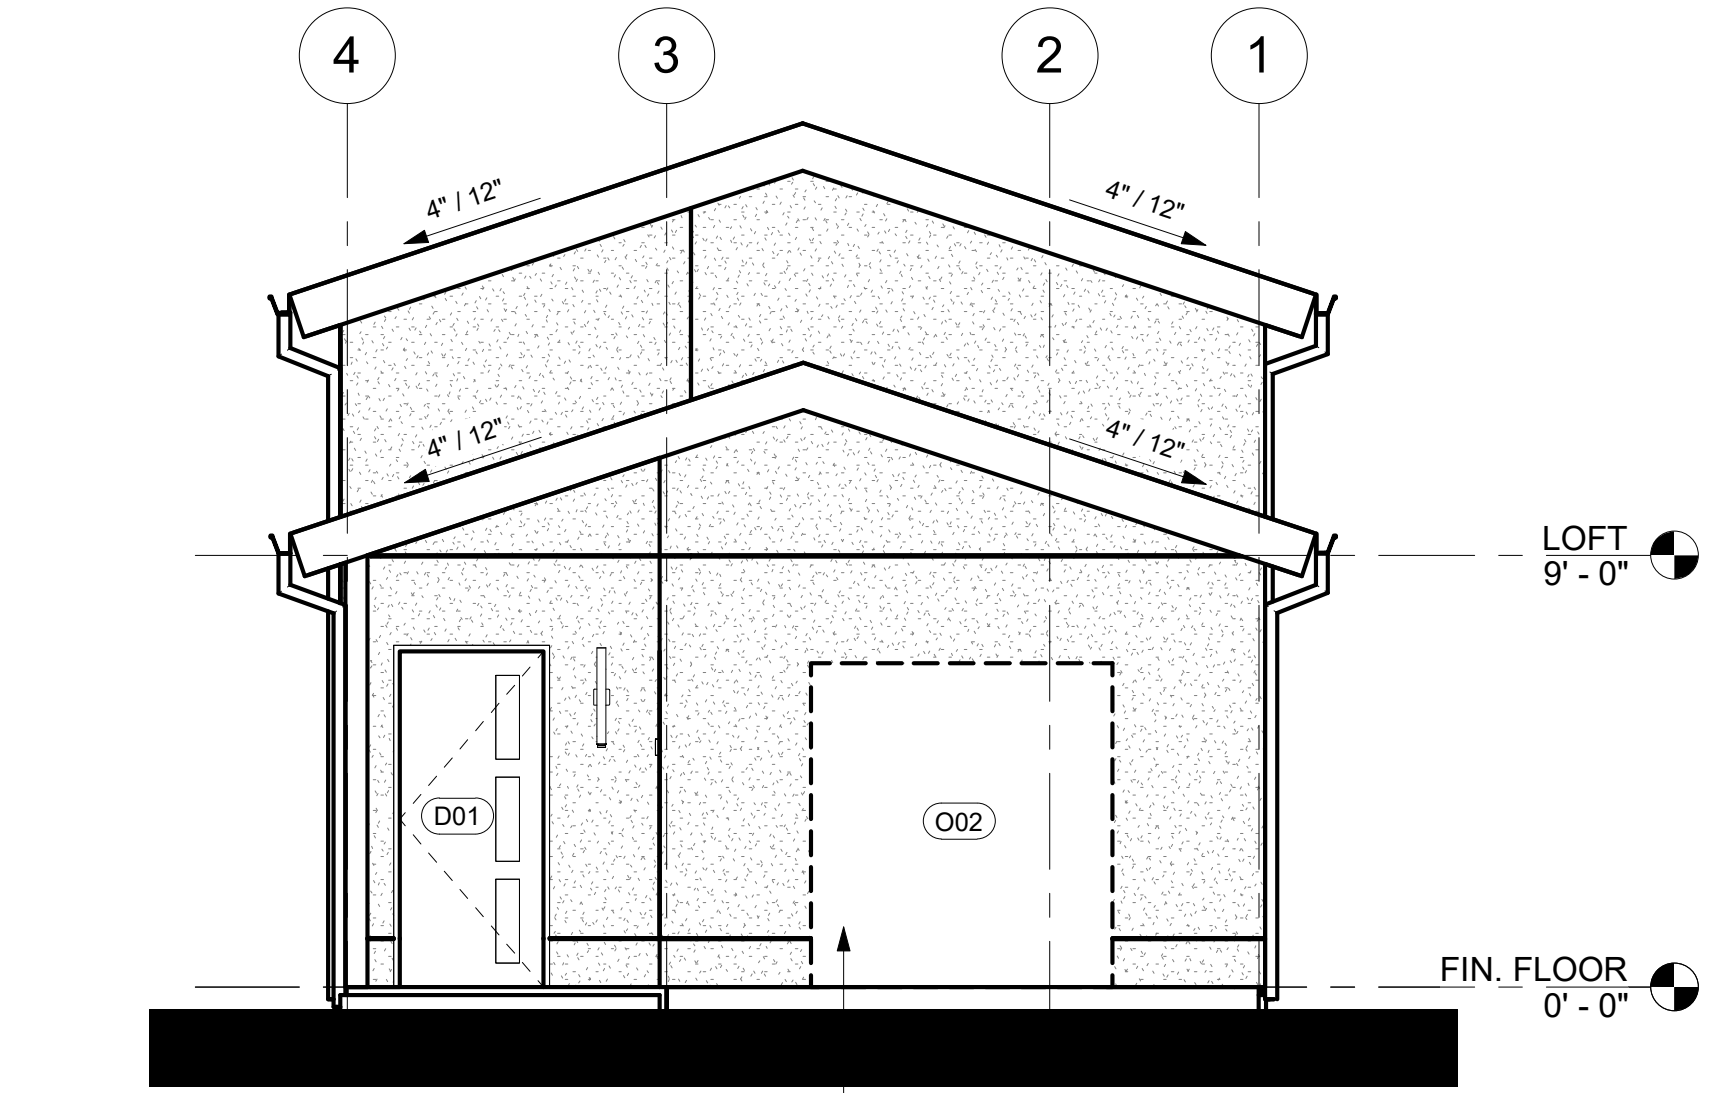 4
3
2
1
4" / 12"
4" / 12"
4" / 12"
4" / 12"
LOFT
9' - 0"
D01
O02
FIN. FLOOR
0' - 0"